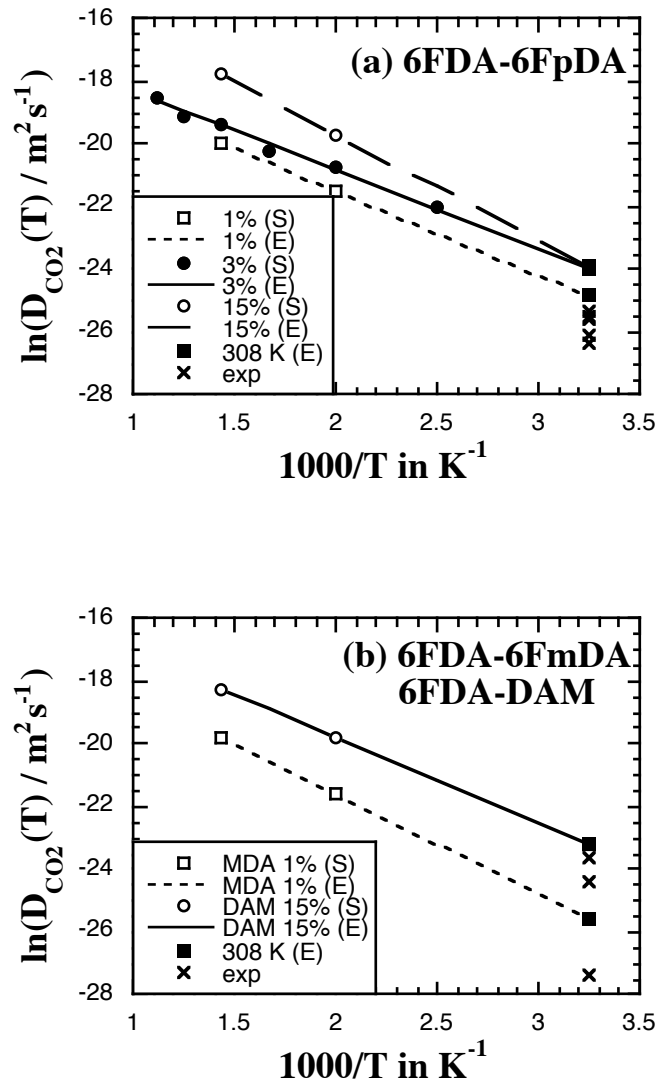 -16
-18
-20
-22
-24
-26
-28
ln(D_CO2(T) / m²s⁻¹)
(a) 6FDA-6FpDA
1% (S)
1% (E)
3% (S)
3% (E)
15% (S)
15% (E)
308 K (E)
exp
1 1.5 2 2.5 3 3.5
1000/T in K⁻¹
-16
-18
-20
-22
-24
-26
-28
ln(D_CO2(T) / m²s⁻¹)
(b) 6FDA-6FmDA
6FDA-DAM
MDA 1% (S)
MDA 1% (E)
DAM 15% (S)
DAM 15% (E)
308 K (E)
exp
1 1.5 2 2.5 3 3.5
1000/T in K⁻¹